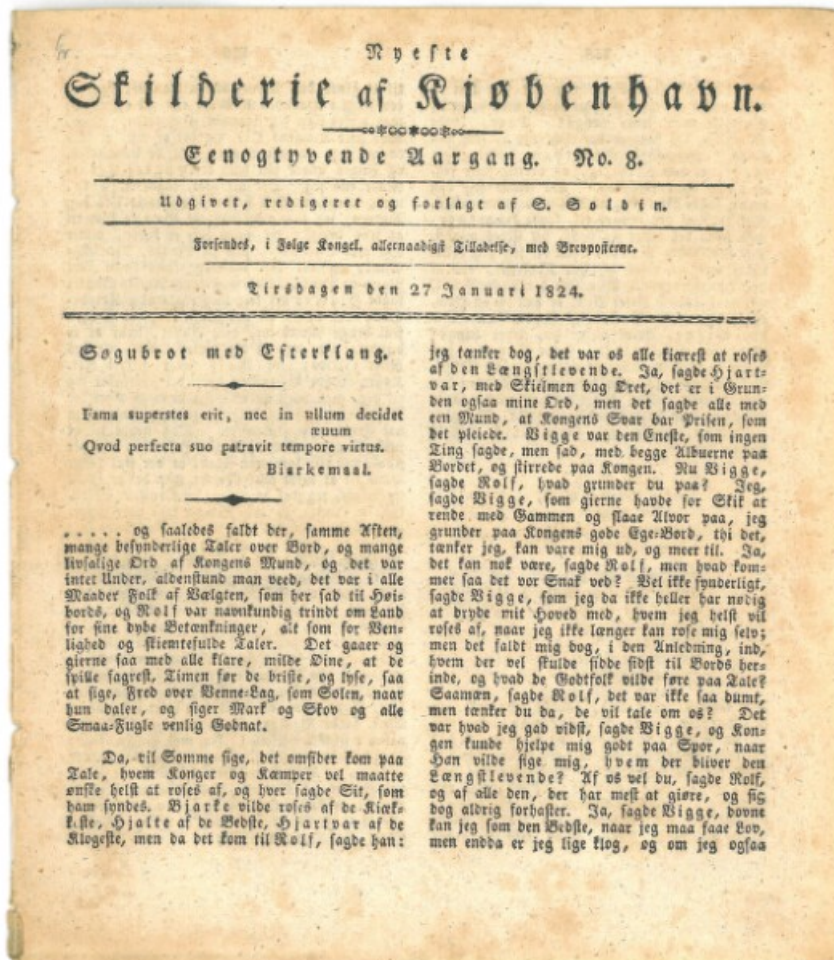 Nyeste
Skilderie af Kjøbenhavn.
Eenogtyvende Aargang. No. 8.
Udgivet, redigeret og forlagt af S. Soldin.
Forsendes, i Følge Kongel. allernaadigst Tilladelse, med Brevposterne.
Tirsdagen den 27 Januari 1824.
Søgubrot med Efterklang.
Fama superstes erit, nec in ullum decidet
æuum
Qvod perfecta suo patravit tempore virtus.
Biarkemaal.
..... og saaledes faldt der, samme Aften,
mange besynderlige Taler over Bord, og mange
livsalige Ord af Kongens Mund, og det var
intet Under, aldenstund man veed, det var i alle
Maader Folk af Vælgten, som her sad til Høi-
bords, og Rolf var navnkundig trindt om Land
for sine dybe Betænkninger, alt som for Ven-
lighed og skiemtefulde Taler. Det gaaer og
gierne saa med alle klare, milde Øine, at de
spille fagrest, Timen før de briste, og lyse, saa
at sige, Fred over Venne-Lag, som Solen, naar
hun daler, og siger Mark og Skov og alle
Smaa-Fugle venlig Godnat.
Da, vil Somme sige, det omsider kom paa
Tale, hvem Konger og Kæmper vel maatte
ønske helst at roses af, og hver sagde Sit, som
ham syndes. Bjarke vilde roses af de Kiæk-
keste, Hjalte af de Bedste, Hjartvar af de
Klogeste, men da det kom til Rolf, sagde han:
jeg tænker dog, det var os alle kiærest at roses
af den Længstlevende. Ja, sagde Hjart-
var, med Skielmen bag Øret, det er i Grun-
den ogsaa mine Ord, men det sagde alle med
een Mund, at Kongens Svar bar Prisen, som
det pleiede. Vigge var den Eneste, som ingen
Ting sagde, men sad, med begge Albuerne paa
Bordet, og stirrede paa Kongen. Nu Vigge,
sagde Rolf, hvad grunder du paa? Jeg,
sagde Vigge, som gierne havde for Skik at
rende med Gammen og slaae Alvor paa, jeg
grunder paa Kongens gode Ege-Bord, thi det,
tænker jeg, kan vare mig ud, og meer til. Ja,
det kan nok være, sagde Rolf, men hvad kom-
mer saa det vor Snak ved? Vel ikke synderligt,
sagde Vigge, som jeg da ikke heller har nødig
at bryde mit Hoved med, hvem jeg helst vil
roses af, naar jeg ikke længer kan rose mig selv;
men det faldt mig dog, i den Anledning, ind,
hvem der vel skulde sidde sidst til Bords her-
inde, og hvad de Godtfolk vilde føre paa Tale?
Saamæn, sagde Rolf, det var ikke saa dumt,
men tænker du da, de vil tale om os? Det
var hvad jeg gad vidst, sagde Vigge, og Kon-
gen kunde hjelpe mig godt paa Spor, naar
Han vilde sige mig, hvem der bliver den
Længstlevende? Af os vel du, sagde Rolf,
og af alle den, der har mest at giøre, og sig
dog aldrig forhaster. Ja, sagde Vigge, dovne
kan jeg som den Bedste, naar jeg maa faae Lov,
men endda er jeg lige klog, og om jeg ogsaa